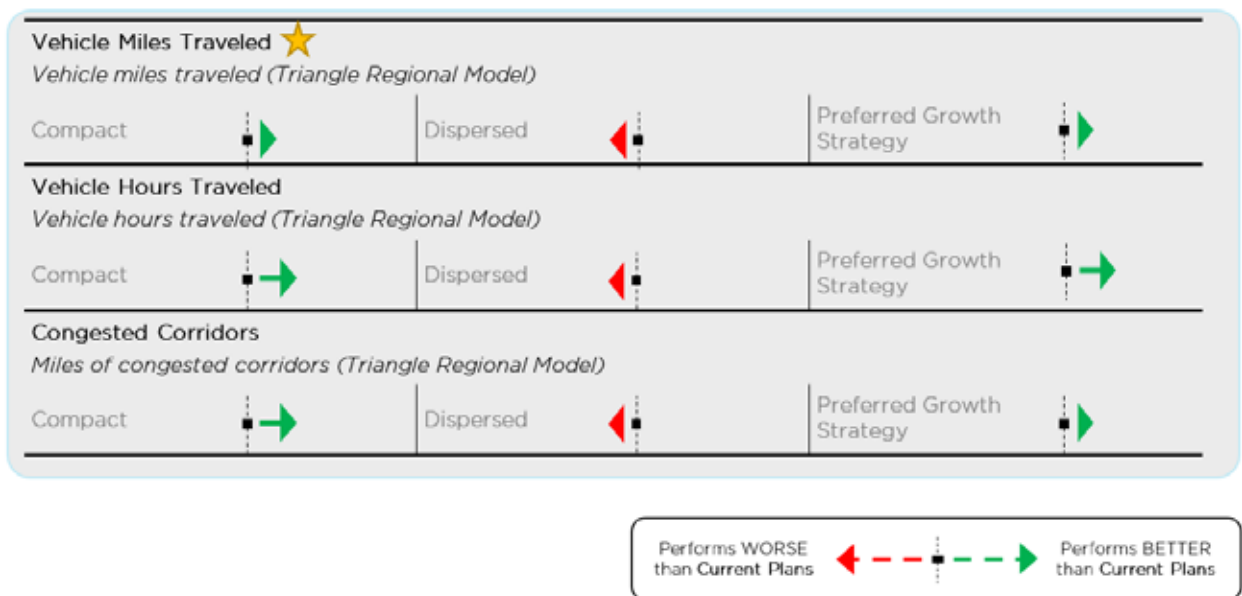 Vehicle Miles Traveled
Vehicle miles traveled (Triangle Regional Model)
Compact
Dispersed
Preferred Growth
Strategy
Vehicle Hours Traveled
Vehicle hours traveled (Triangle Regional Model)
Compact
Dispersed
Preferred Growth
Strategy
Congested Corridors
Miles of congested corridors (Triangle Regional Model)
Compact
Dispersed
Preferred Growth
Strategy
Performs WORSE
than Current Plans
Performs BETTER
than Current Plans